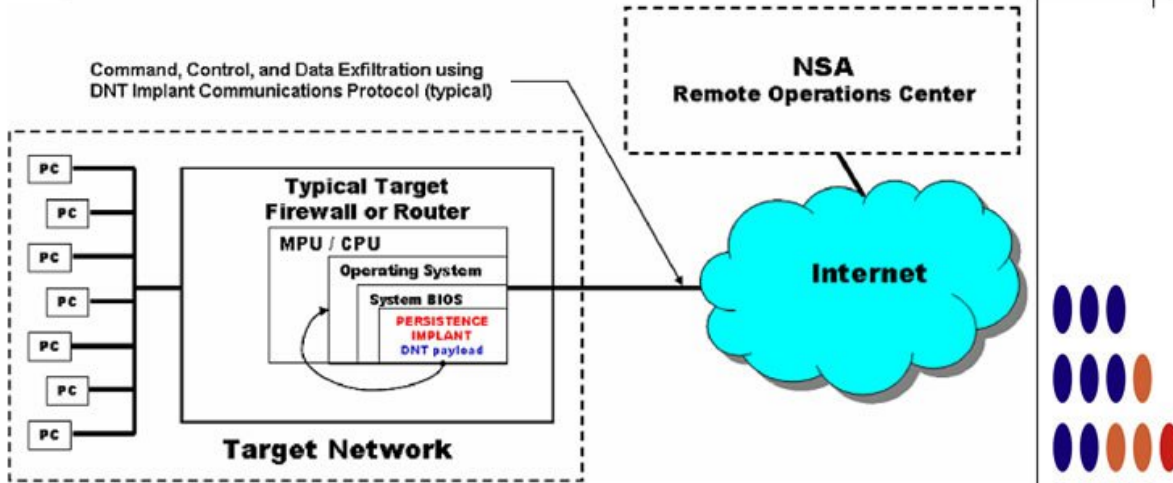 Command, Control, and Data Exfiltration using
DNT Implant Communications Protocol (typical)
NSA
Remote Operations Center
PC
PC
PC
PC
PC
PC
PC
Typical Target
Firewall or Router
MPU / CPU
Operating System
System BIOS
PERSISTENCE
IMPLANT
DNT payload
Internet
Target Network